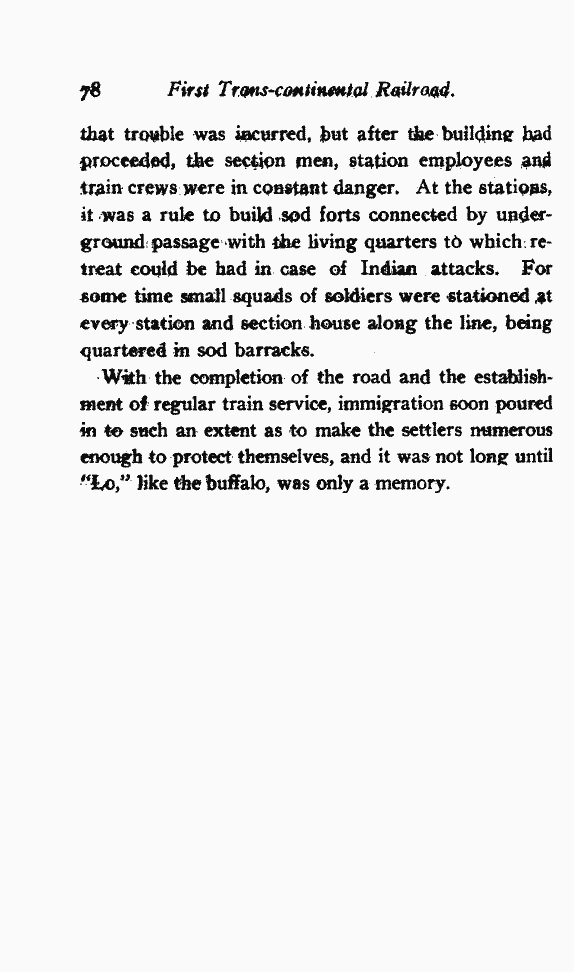 78 First Trans-continental Railroad.
that trouble was incurred, but after the building had
proceeded, the section men, station employees and
train crews were in constant danger. At the stations,
it was a rule to build sod forts connected by under-
ground passage with the living quarters to which re-
treat could be had in case of Indian attacks. For
some time small squads of soldiers were stationed at
every station and section house along the line, being
quartered in sod barracks.
With the completion of the road and the establish-
ment of regular train service, immigration soon poured
in to such an extent as to make the settlers numerous
enough to protect themselves, and it was not long until
"Lo," like the buffalo, was only a memory.